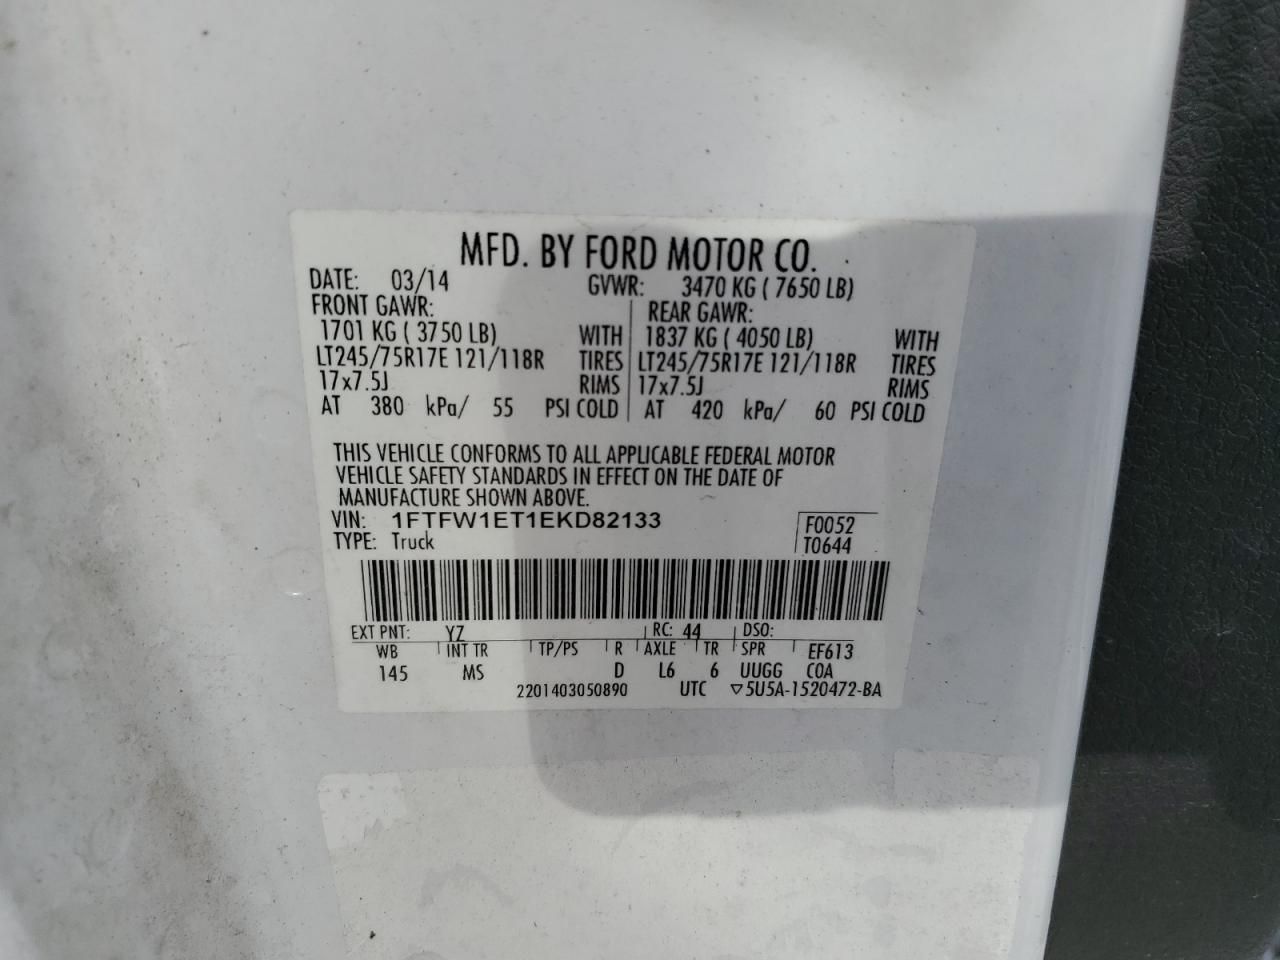 MFD. BY FORD MOTOR CO.
DATE: 03/14 GVWR: 3470 KG ( 7650 LB)
FRONT GAWR: REAR GAWR:
1701 KG ( 3750 LB) WITH 1837 KG ( 4050 LB) WITH
LT245/75R17E 121/118R TIRES LT245/75R17E 121/118R TIRES
17x7.5J RIMS 17x7.5J RIMS
AT 380 kPa/ 55 PSI COLD AT 420 kPa/ 60 PSI COLD
THIS VEHICLE CONFORMS TO ALL APPLICABLE FEDERAL MOTOR
VEHICLE SAFETY STANDARDS IN EFFECT ON THE DATE OF
MANUFACTURE SHOWN ABOVE.
VIN: 1FTFW1ET1EKD82133 F0052
TYPE: Truck T0644
EXT PNT: YZ RC: 44 DSO:
WB INT TR TP/PS R AXLE TR SPR EF613
145 MS D L6 6 UUGG COA
2201403050890 UTC ▽5U5A-1520472-BA